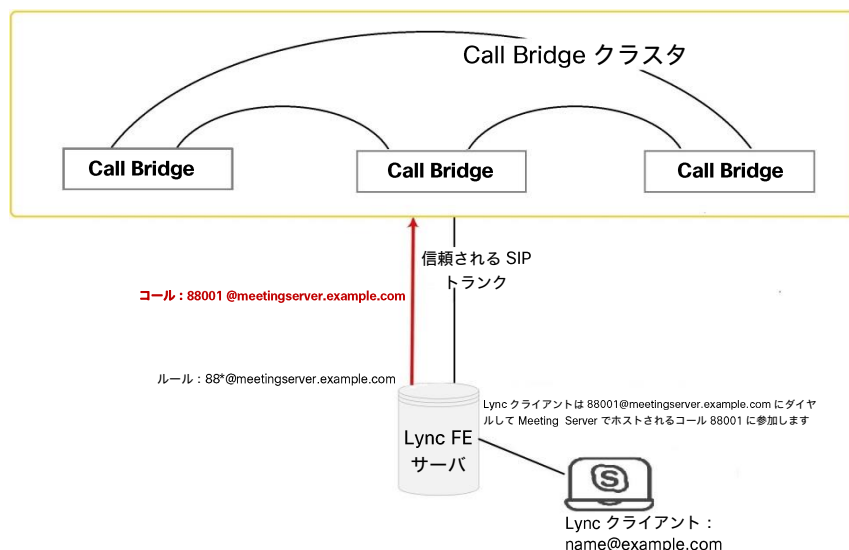 Call Bridge クラスタ
Call Bridge
Call Bridge
Call Bridge
信頼される SIP
トランク
コール：88001 @meetingserver.example.com
ルール：88*@meetingserver.example.com
Lync クライアントは 88001@meetingserver.example.com にダイヤ
ルして Meeting Server でホストされるコール 88001 に参加します
Lync FE
サーバ
Lync クライアント：
name@example.com